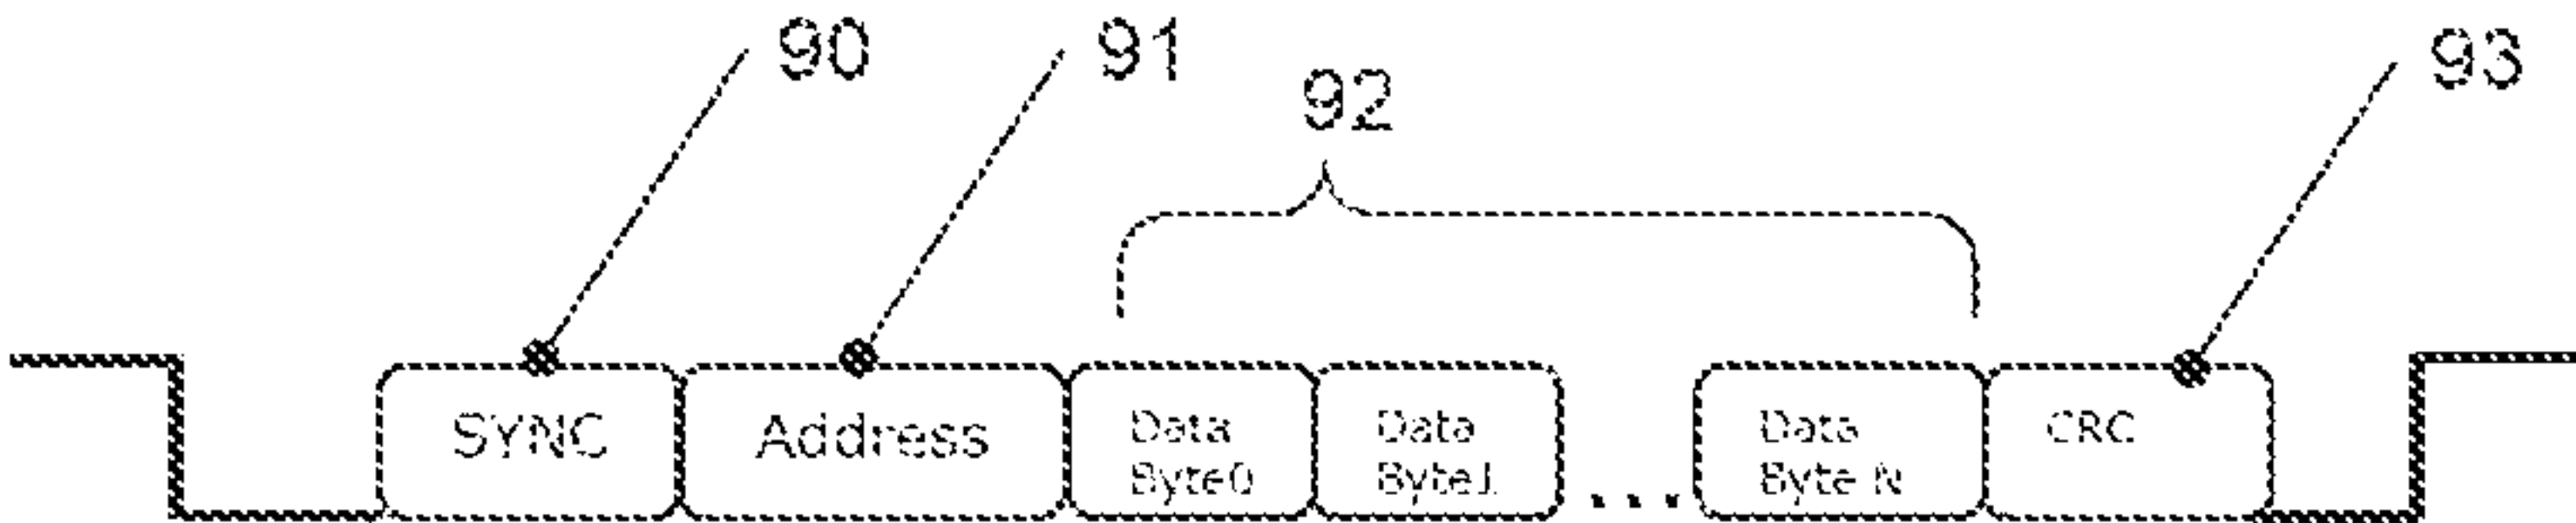 90
91
92
93
SYNC
Address
Data
Byte0
Data
Byte1
...
Data
Byte N
CRC